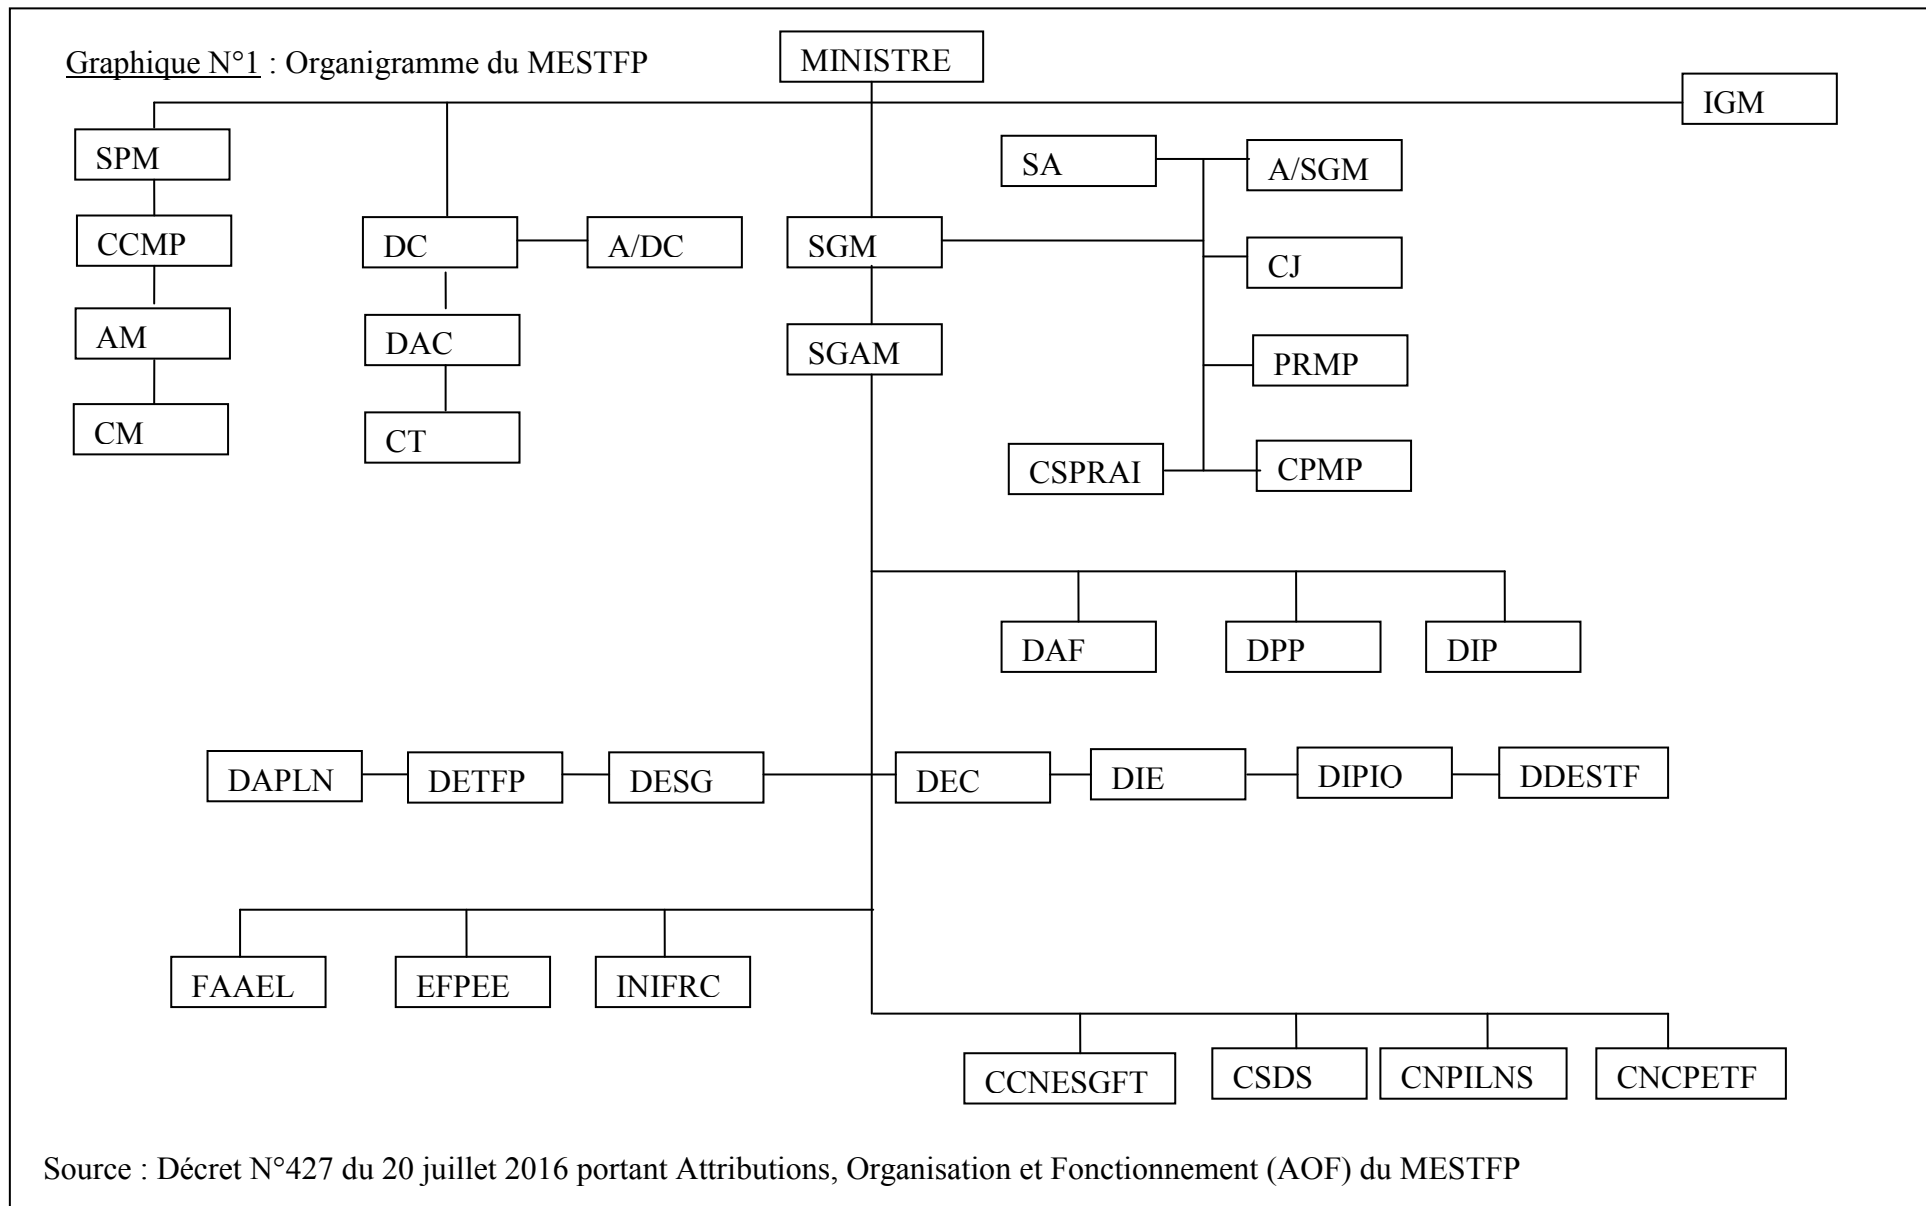 Graphique N°1 : Organigramme du MESTFP
MINISTRE
IGM
SPM
SA
A/SGM
CCMP
DC
A/DC
SGM
CJ
AM
DAC
SGAM
PRMP
CM
CT
CSPRAI
CPMP
DAF
DPP
DIP
DAPLN
DETFP
DESG
DEC
DIE
DIPIO
DDESTF
FAAEL
EFPEE
INIFRC
CCNESGFT
CSDS
CNPILNS
CNCPETF
Source : Décret N°427 du 20 juillet 2016 portant Attributions, Organisation et Fonctionnement (AOF) du MESTFP